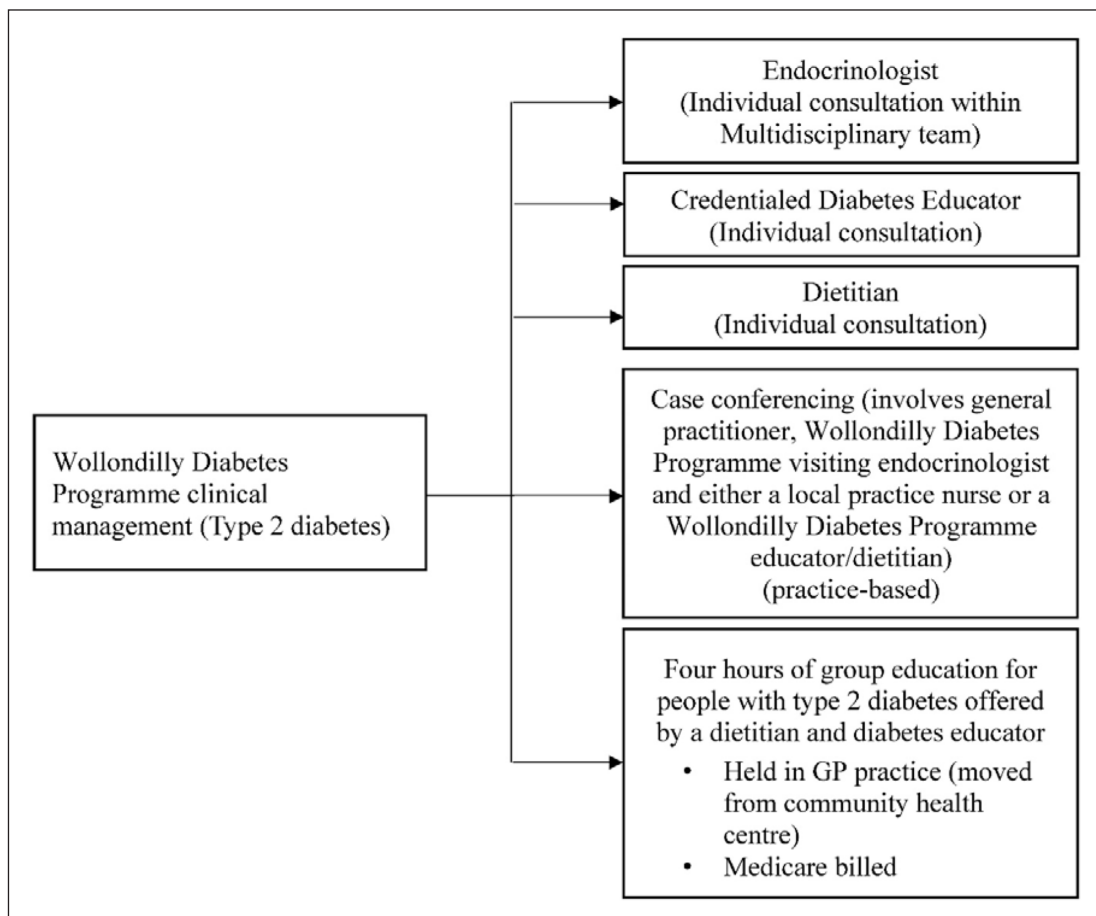 Endocrinologist
(Individual consultation within
Multidisciplinary team)
Credentialed Diabetes Educator
(Individual consultation)
Dietitian
(Individual consultation)
Case conferencing (involves general
practitioner, Wollondilly Diabetes
Programme visiting endocrinologist
and either a local practice nurse or a
Wollondilly Diabetes Programme
educator/dietitian)
(practice-based)
Wollondilly Diabetes
Programme clinical
management (Type 2 diabetes)
Four hours of group education for
people with type 2 diabetes offered
by a dietitian and diabetes educator
• Held in GP practice (moved
from community health
centre)
• Medicare billed